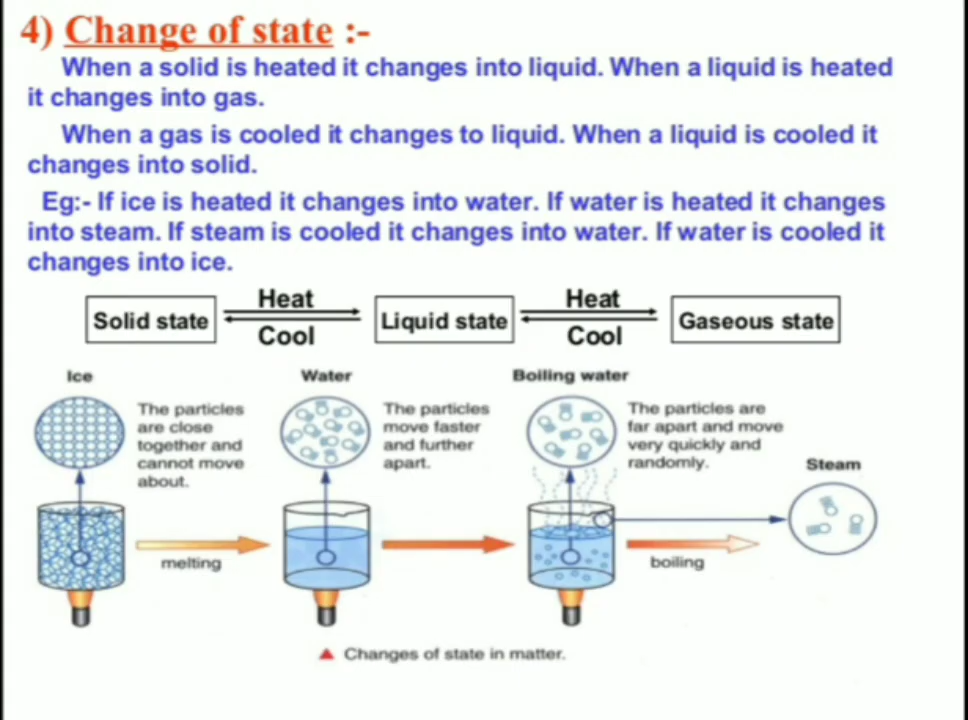 4) Change of state :-
When a solid is heated it changes into liquid. When a liquid is heated
it changes into gas.
When a gas is cooled it changes to liquid. When a liquid is cooled it
changes into solid.
Eg:- If ice is heated it changes into water. If water is heated it changes
into steam. If steam is cooled it changes into water. If water is cooled it
changes into ice.
Solid state
Heat
Cool
Liquid state
Heat
Cool
Gaseous state
Ice
The particles
are close
together and
cannot move
about.
Water
The particles
move faster
and further
apart.
Boiling water
The particles are
far apart and move
very quickly and
randomly.
Steam
melting
boiling
Changes of state in matter.